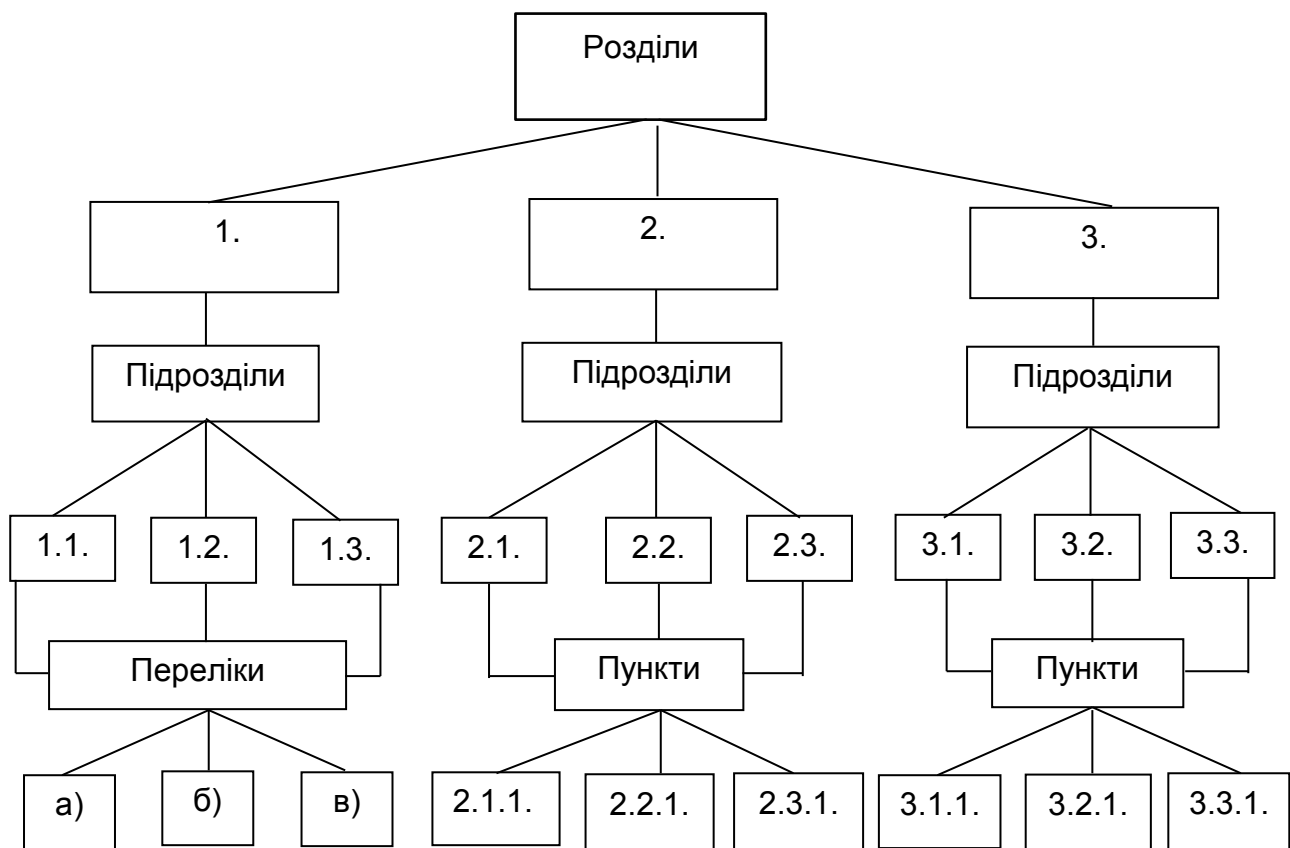 Розділи
1.
2.
3.
Підрозділи
Підрозділи
Підрозділи
1.1.
1.2.
1.3.
2.1.
2.2.
2.3.
3.1.
3.2.
3.3.
Переліки
Пункти
Пункти
а)
б)
в)
2.1.1.
2.2.1.
2.3.1.
3.1.1.
3.2.1.
3.3.1.